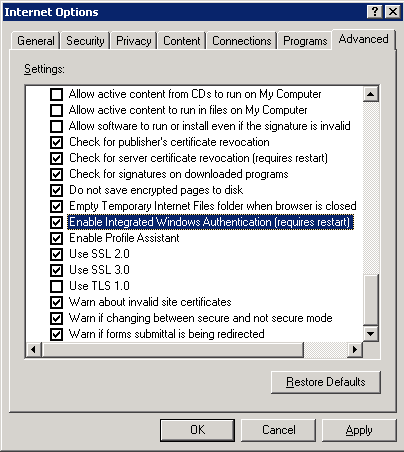 Internet Options
General Security Privacy Content Connections Programs Advanced
Settings:
Allow active content from CDs to run on My Computer
Allow active content to run in files on My Computer
Allow software to run or install even if the signature is invalid
Check for publisher's certificate revocation
Check for server certificate revocation (requires restart)
Check for signatures on downloaded programs
Do not save encrypted pages to disk
Empty Temporary Internet Files folder when browser is closed
Enable Integrated Windows Authentication (requires restart)
Enable Profile Assistant
Use SSL 2.0
Use SSL 3.0
Use TLS 1.0
Warn about invalid site certificates
Warn if changing between secure and not secure mode
Warn if forms submittal is being redirected
Restore Defaults
OK Cancel Apply